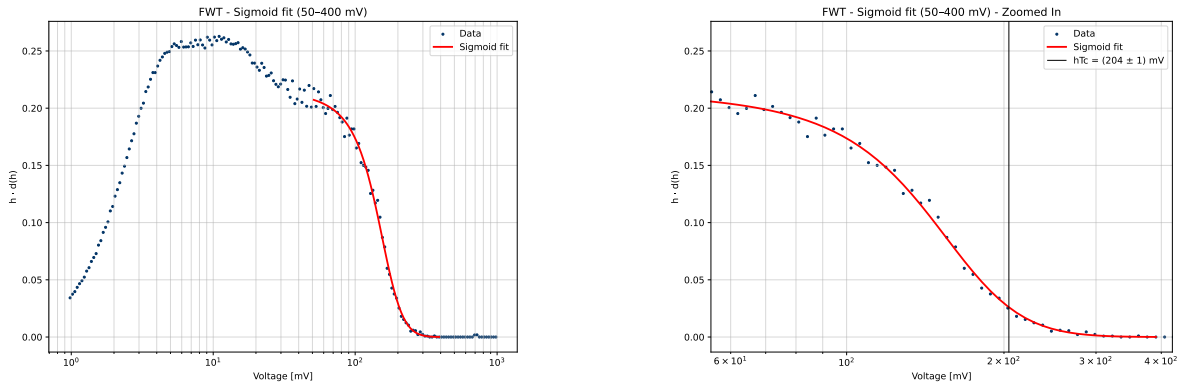 FWT - Sigmoid fit (50–400 mV)
Data
Sigmoid fit
0.25
0.20
0.15
0.10
0.05
0.00
h · d(h)
10⁰
10¹
10²
10³
Voltage [mV]
FWT - Sigmoid fit (50–400 mV) - Zoomed In
Data
Sigmoid fit
hTc = (204 ± 1) mV
0.25
0.20
0.15
0.10
0.05
0.00
h · d(h)
6 × 10¹
10²
2 × 10²
3 × 10²
4 × 10²
Voltage [mV]